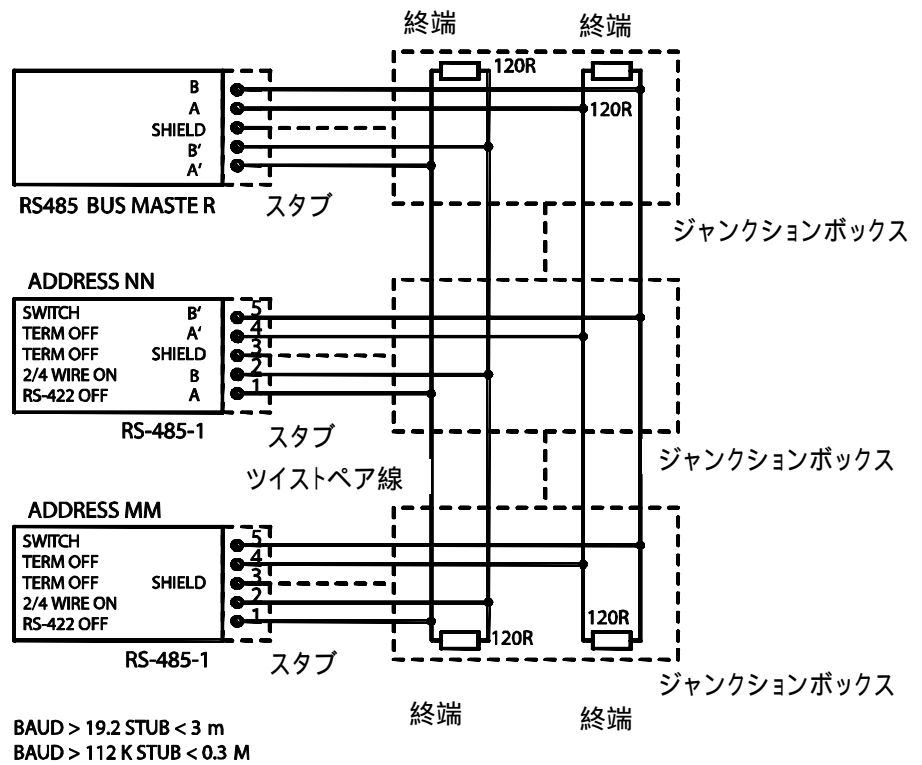 終端
終端
120R
120R
B
A
SHIELD
B'
A'
RS485 BUS MASTE R
スタブ
ジャンクションボックス
ADDRESS NN
SWITCH B' 5
TERM OFF A' 4
TERM OFF SHIELD 3
2/4 WIRE ON B 2
RS-422 OFF A 1
RS-485-1
スタブ
ツイストペア線
ジャンクションボックス
ADDRESS MM
SWITCH 5
TERM OFF 4
TERM OFF SHIELD 3
2/4 WIRE ON 2
RS-422 OFF 1
120R
120R
RS-485-1
スタブ
ジャンクションボックス
終端
終端
BAUD > 19.2 STUB < 3 m
BAUD > 112 K STUB < 0.3 M